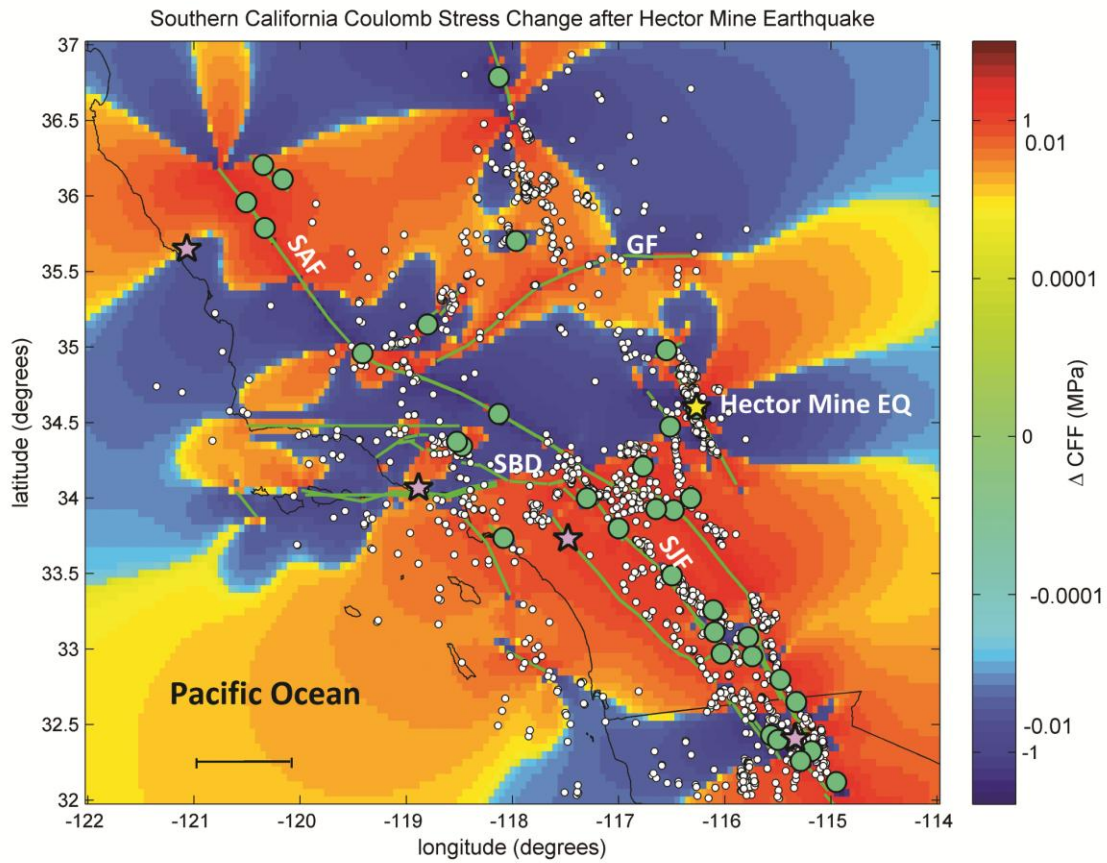 Southern California Coulomb Stress Change after Hector Mine Earthquake
37
36.5
36
35.5
35
34.5
34
33.5
33
32.5
32
latitude (degrees)
-122
-121
-120
-119
-118
-117
-116
-115
-114
longitude (degrees)
SAF
GF
Hector Mine EQ
SBD
SJF
Pacific Ocean
1
0.01
0.0001
0
-0.0001
-0.01
-1
Δ CFF (MPa)